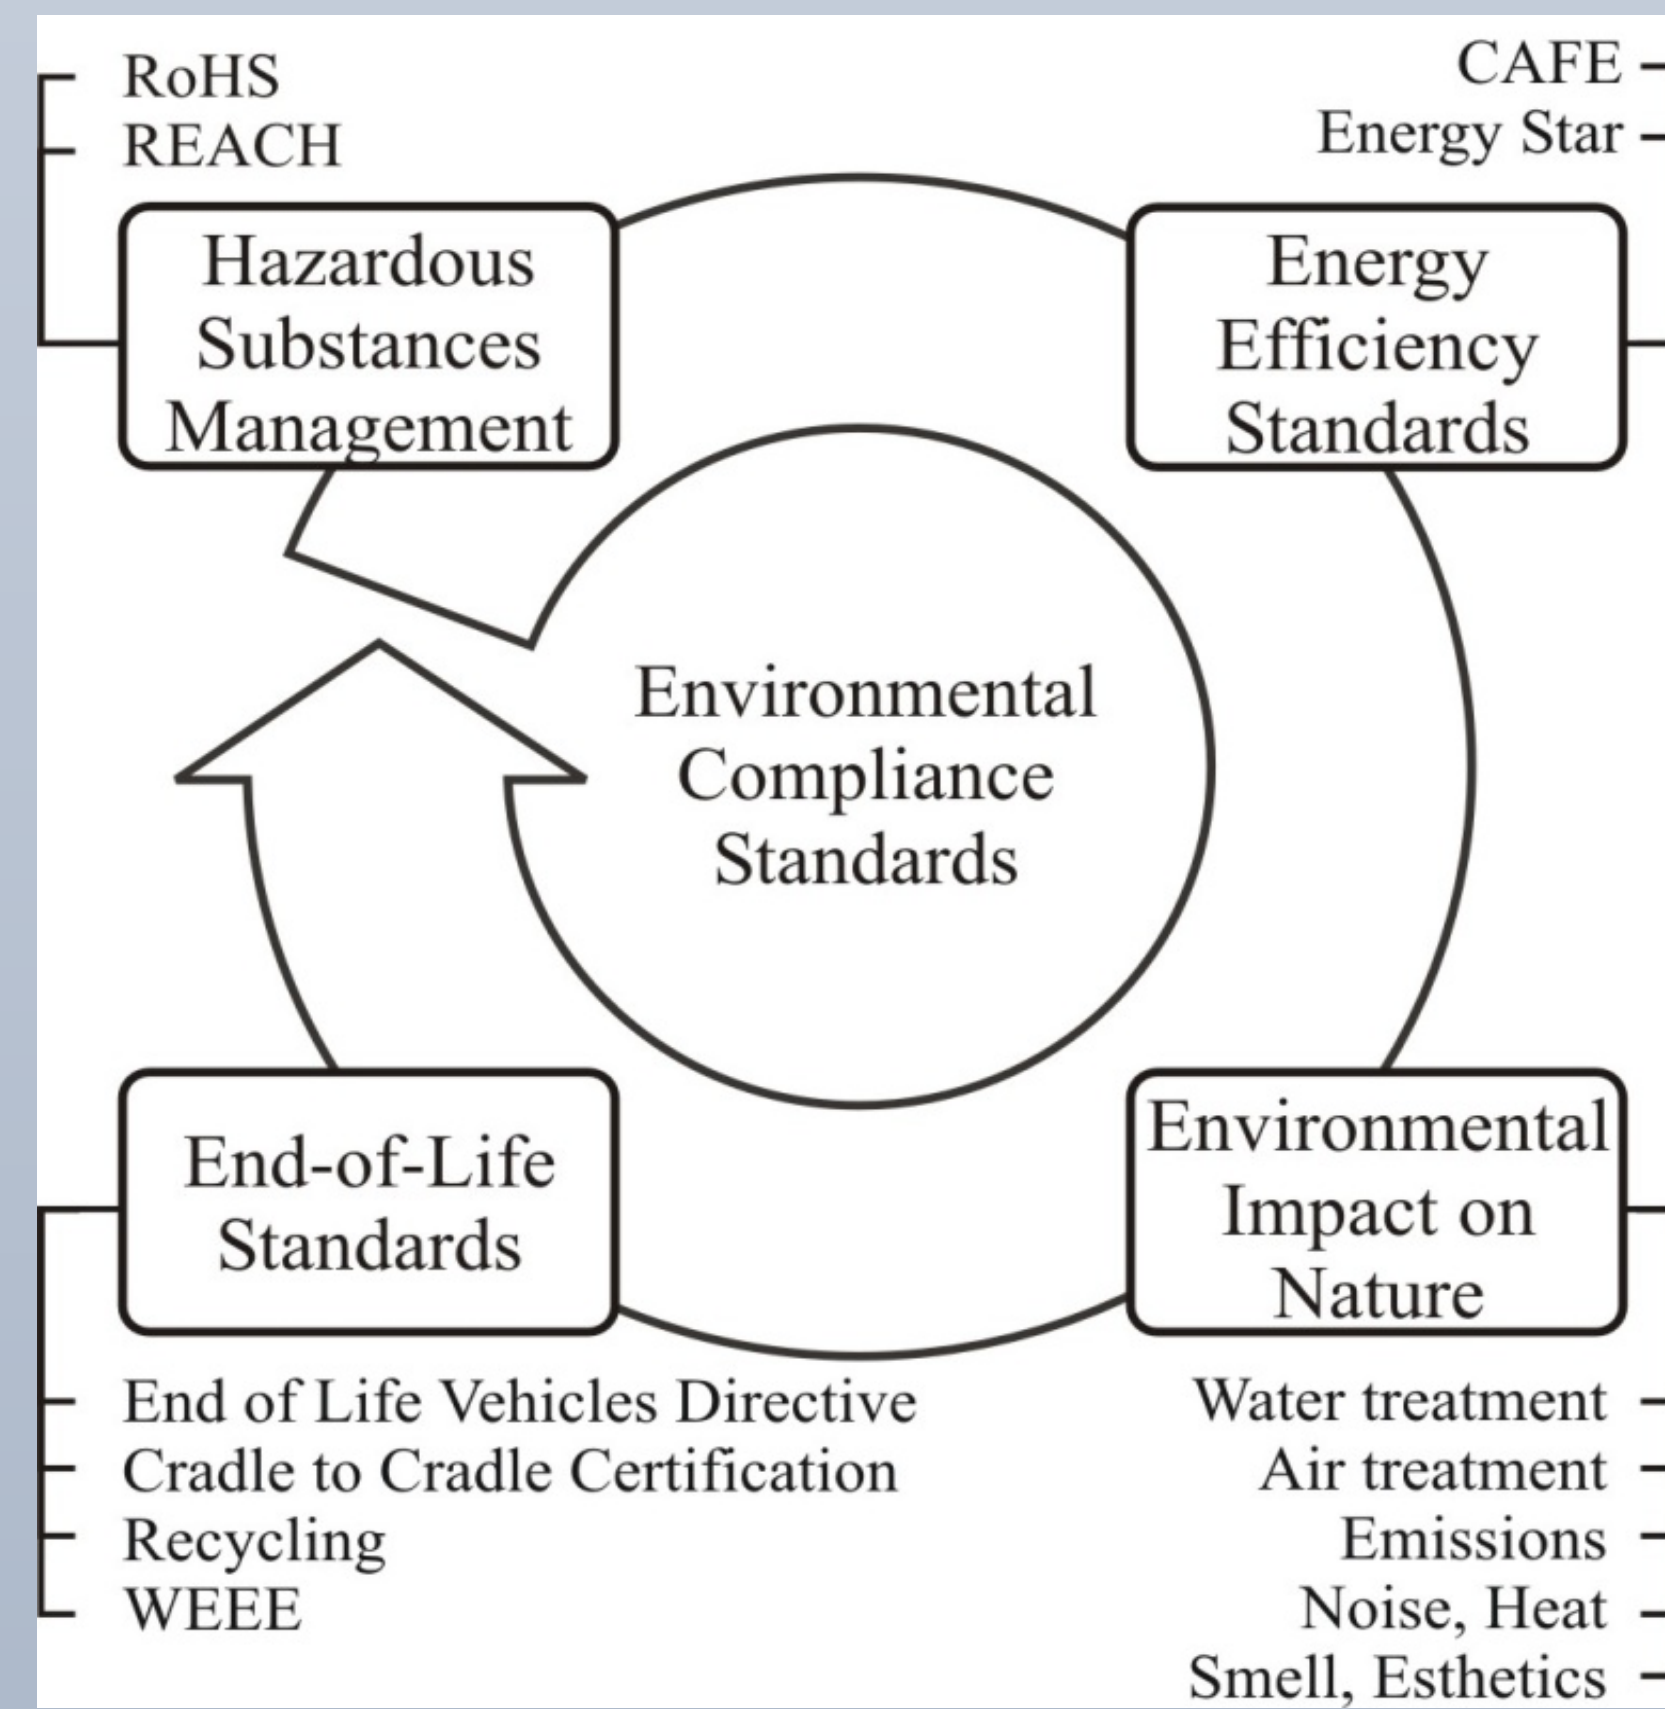 RoHS
REACH
CAFE
Energy Star
Hazardous
Substances
Management
Energy
Efficiency
Standards
Environmental
Compliance
Standards
End-of-Life
Standards
Environmental
Impact on
Nature
End of Life Vehicles Directive
Cradle to Cradle Certification
Recycling
WEEE
Water treatment
Air treatment
Emissions
Noise, Heat
Smell, Esthetics